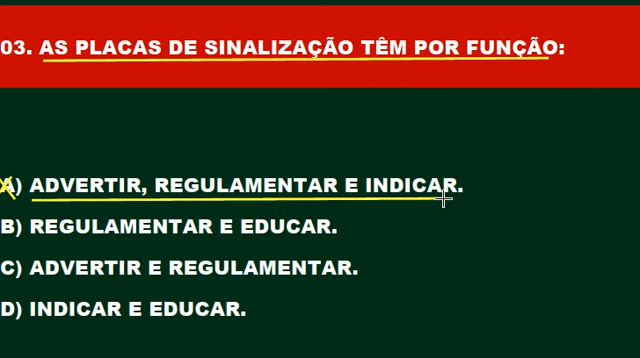 03. AS PLACAS DE SINALIZAÇÃO TÊM POR FUNÇÃO:
A) ADVERTIR, REGULAMENTAR E INDICAR.
B) REGULAMENTAR E EDUCAR.
C) ADVERTIR E REGULAMENTAR.
D) INDICAR E EDUCAR.